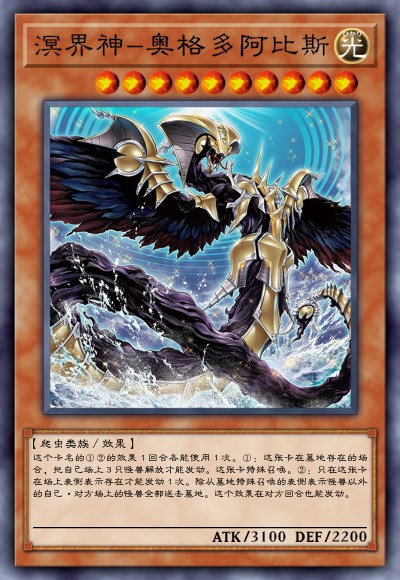 溟界神-奥格多阿比斯
光
ひかり
【爬虫类族／效果】
这个卡名的①②的效果1回合各能使用1次。①：这张卡在墓地存在的场
合，把自己场上3只怪兽解放才能发动。这张卡特殊召唤。②：只在这张卡
在场上表侧表示存在才能发动1次。除从墓地特殊召唤的表侧表示怪兽以外
的自己·对方场上的怪兽全部送去墓地。这个效果在对方回合也能发动。
ATK/3100 DEF/2200